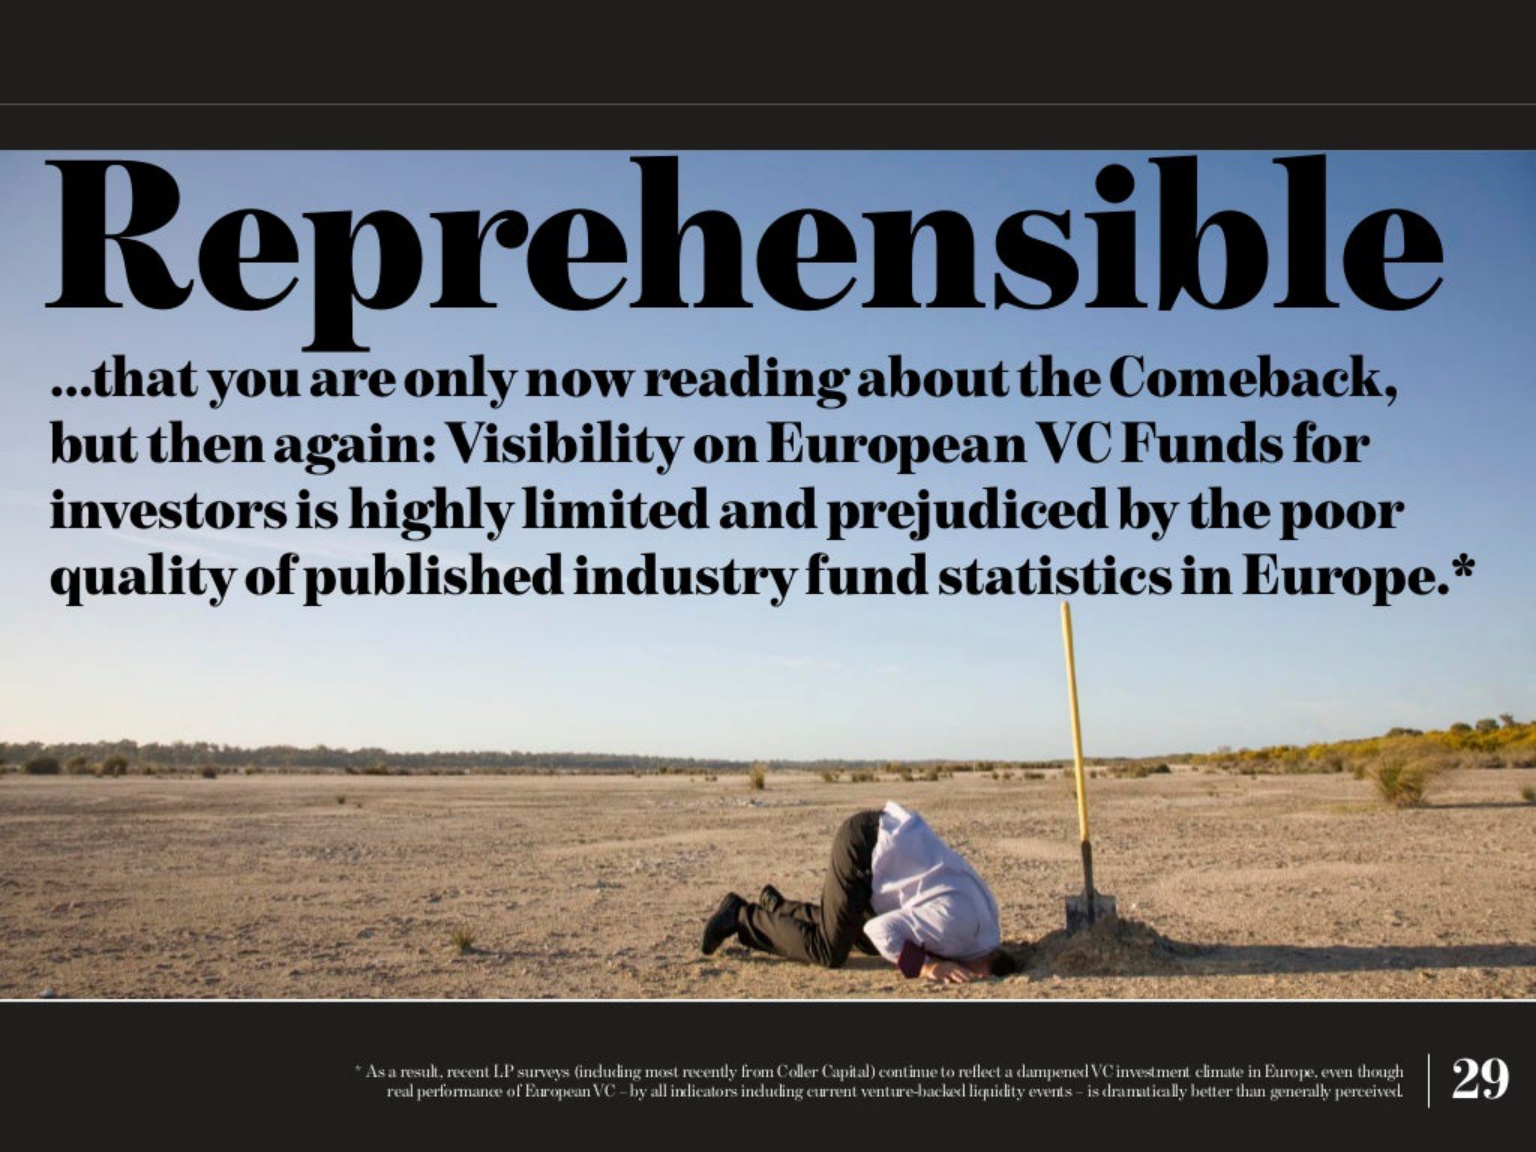 Reprehensible
...that you are only now reading about the Comeback,
but then again: Visibility on European VC Funds for
investors is highly limited and prejudiced by the poor
quality of published industry fund statistics in Europe.*
* As a result, recent LP surveys (including most recently from Coller Capital) continue to reflect a dampened VC investment climate in Europe, even though
real performance of European VC – by all indicators including current venture-backed liquidity events – is dramatically better than generally perceived.
29